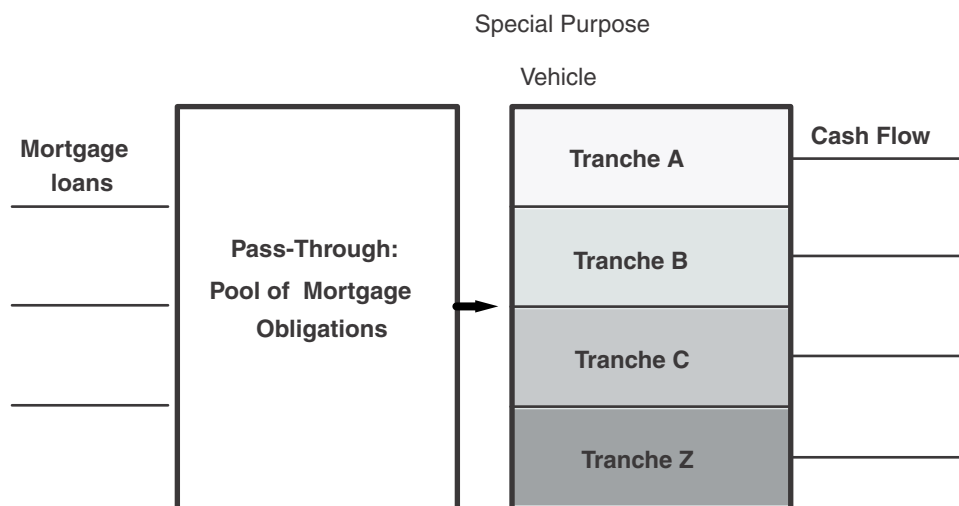 Special Purpose
Vehicle
Mortgage
loans
Pass-Through:
Pool of Mortgage
Obligations
Tranche A
Tranche B
Tranche C
Tranche Z
Cash Flow